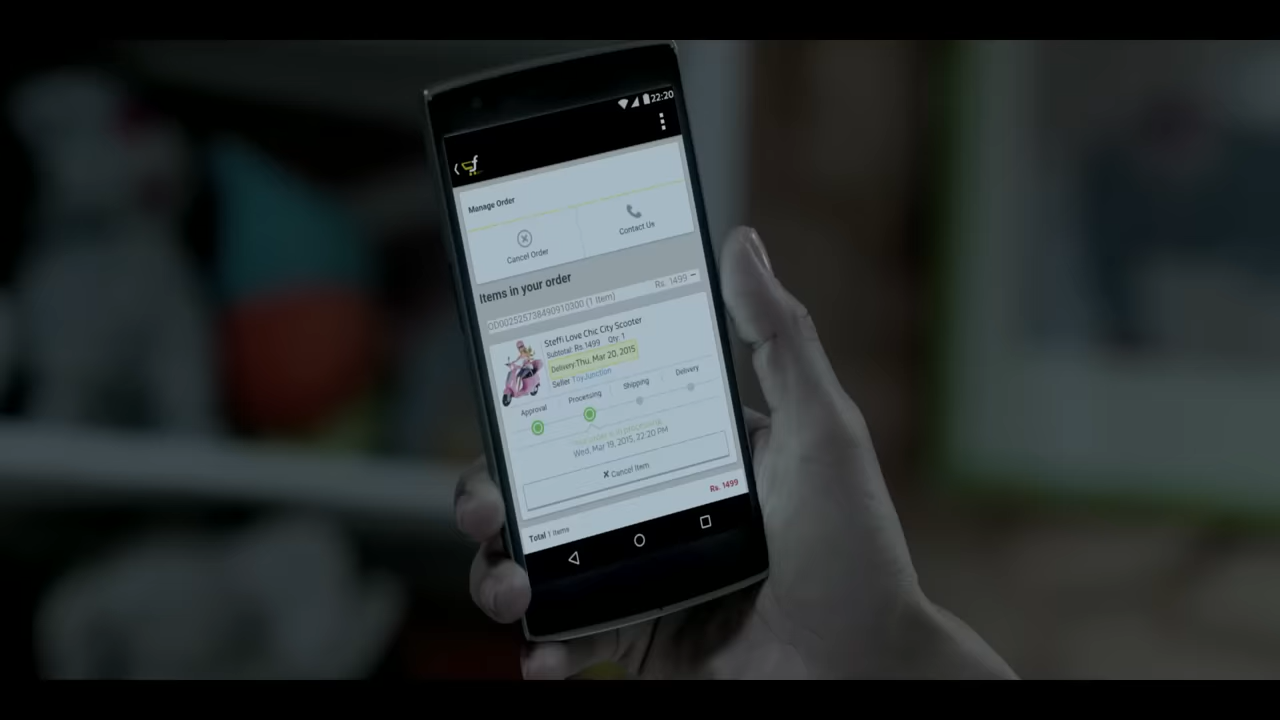 22:20
Manage Order
Cancel Order
Contact Us
Items in your order
OD002525738490910300 (1 Item) Rs. 1499
Steffi Love Chic City Scooter
Subtotal: Rs.1499 Qty: 1
Delivery:Thu, Mar 20, 2015
Seller ToyJunction
Approval Processing Shipping Delivery
Wed, Mar 19, 2015, 22:20 PM
Cancel Item
Rs. 1499
Total 1 Items